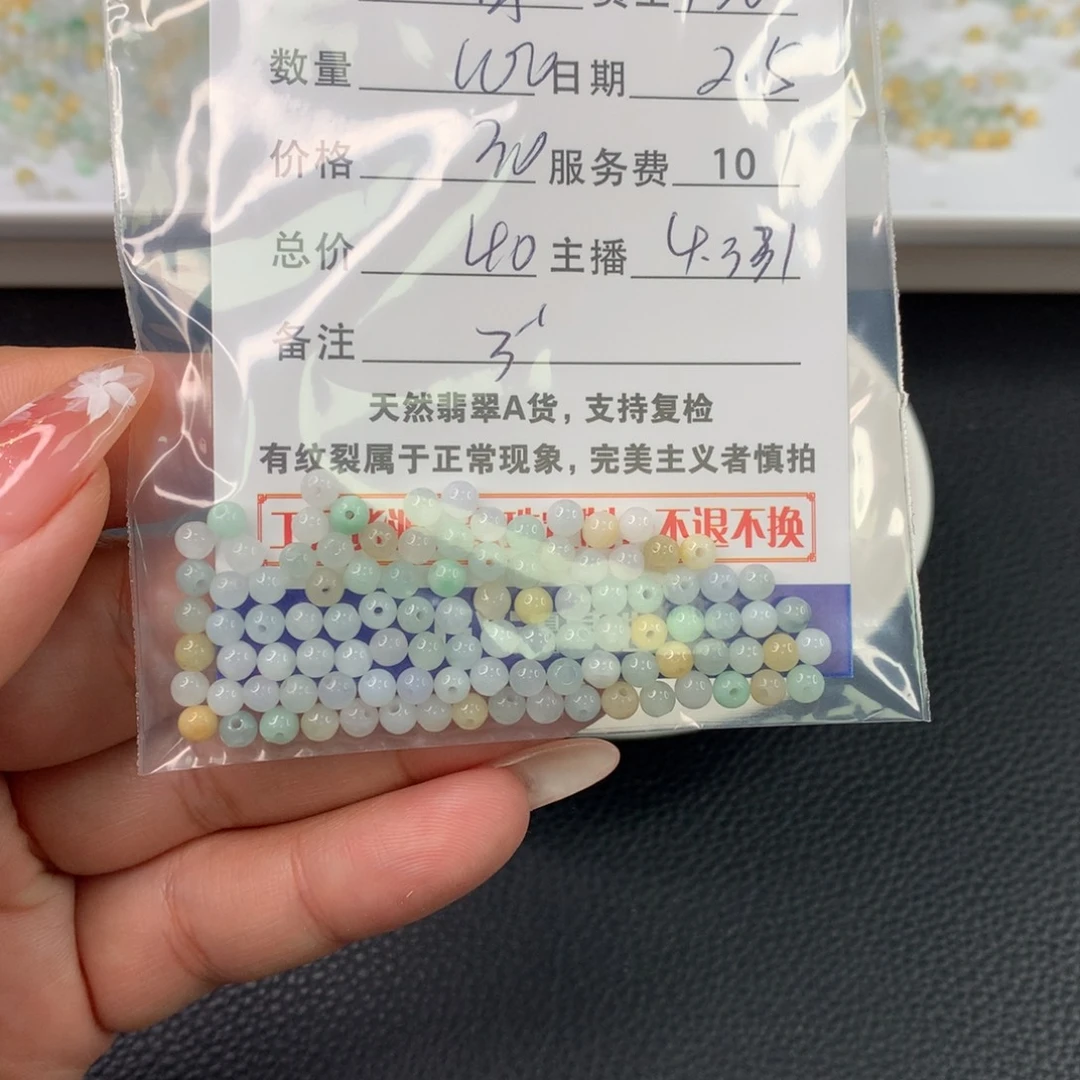 数量 100 日期 2.5
价格 30 服务费 10
总价 40 主播
备注
天然翡翠A货，支持复检
有纹裂属于正常现象，完美主义者慎拍
不退不换